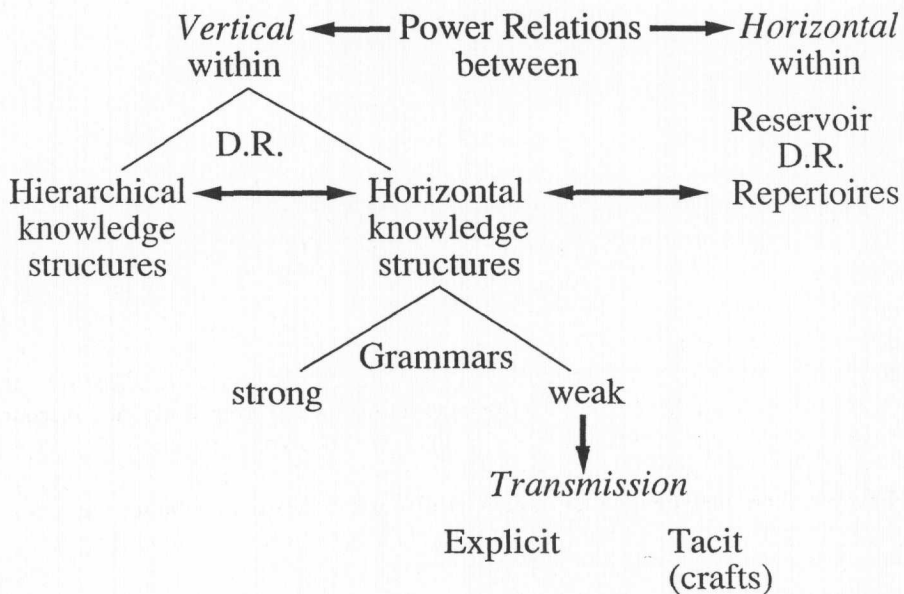 Vertical Power Relations Horizontal
within between within
Reservoir
D.R. D.R.
Hierarchical Horizontal Repertoires
knowledge knowledge
structures structures
Grammars
strong weak
Transmission
Explicit Tacit
(crafts)